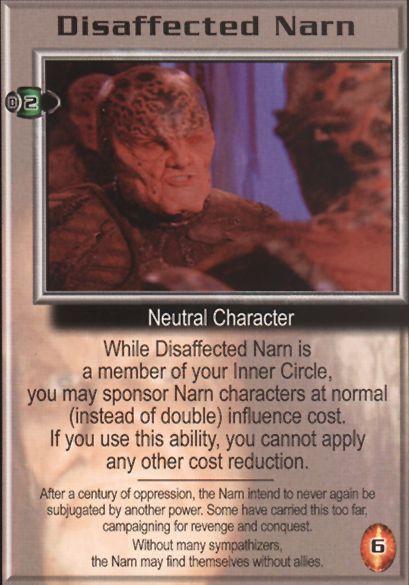 Disaffected Narn
D 2
Neutral Character
While Disaffected Narn is
a member of your Inner Circle,
you may sponsor Narn characters at normal
(instead of double) influence cost.
If you use this ability, you cannot apply
any other cost reduction.
After a century of oppression, the Narn intend to never again be
subjugated by another power. Some have carried this too far,
campaigning for revenge and conquest.
Without many sympathizers,
the Narn may find themselves without allies.
6